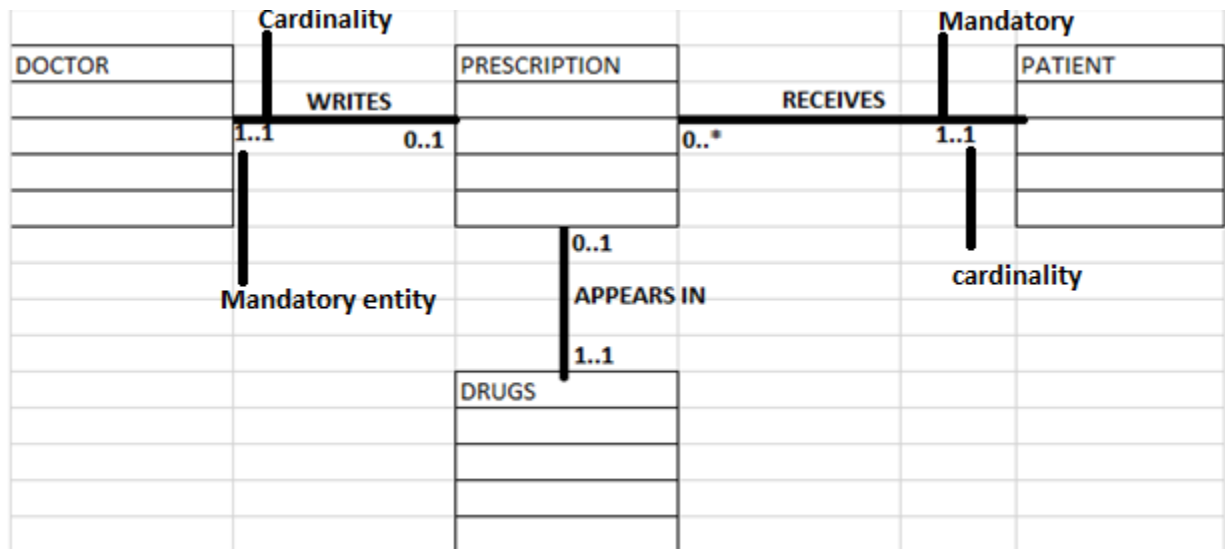 Cardinality
Mandatory
DOCTOR
PRESCRIPTION
PATIENT
WRITES
RECEIVES
1..1
0..1
0..*
1..1
0..1
cardinality
Mandatory entity
APPEARS IN
1..1
DRUGS